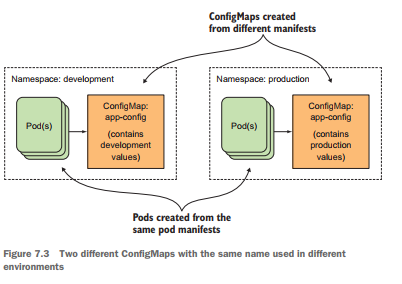 ConfigMaps created
from different manifests
Namespace: development
Pod(s)
ConfigMap:
app-config
(contains
development
values)
Namespace: production
Pod(s)
ConfigMap:
app-config
(contains
production
values)
Pods created from the
same pod manifests
Figure 7.3 Two different ConfigMaps with the same name used in different
environments